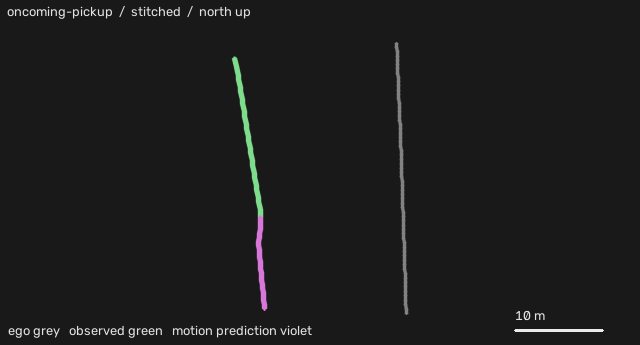 oncoming-pickup / stitched / north up
10 m
ego grey observed green motion prediction violet